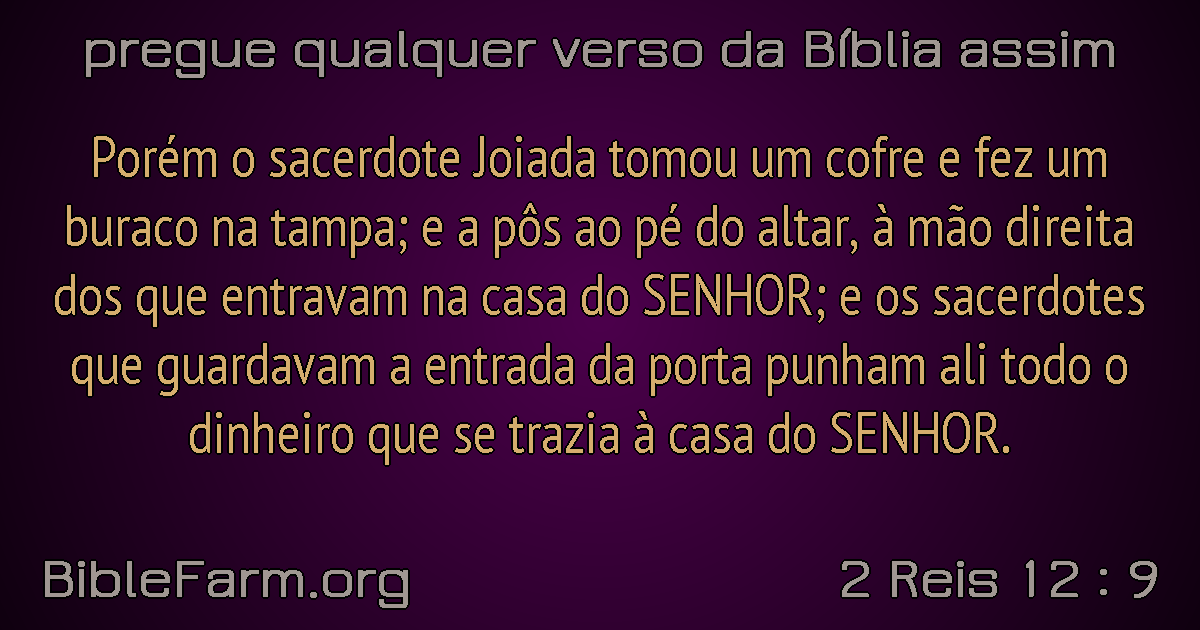 pregue qualquer verso da Bíblia assim
Porém o sacerdote Joiada tomou um cofre e fez um
buraco na tampa; e a pôs ao pé do altar, à mão direita
dos que entravam na casa do SENHOR; e os sacerdotes
que guardavam a entrada da porta punham ali todo o
dinheiro que se trazia à casa do SENHOR.
BibleFarm.org
2 Reis 12 : 9